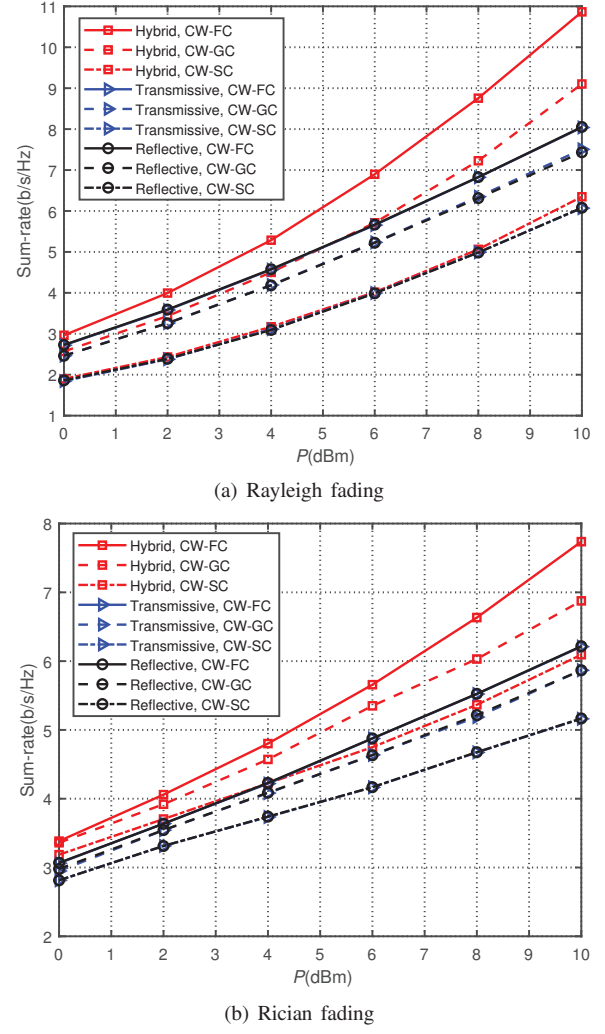 11
10
9
8
7
6
5
4
3
2
1
Sum-rate(b/s/Hz)
Hybrid, CW-FC
Hybrid, CW-GC
Hybrid, CW-SC
Transmissive, CW-FC
Transmissive, CW-GC
Transmissive, CW-SC
Reflective, CW-FC
Reflective, CW-GC
Reflective, CW-SC
0 1 2 3 4 5 6 7 8 9 10
P(dBm)
(a) Rayleigh fading
8
7
6
5
4
3
2
Sum-rate(b/s/Hz)
Hybrid, CW-FC
Hybrid, CW-GC
Hybrid, CW-SC
Transmissive, CW-FC
Transmissive, CW-GC
Transmissive, CW-SC
Reflective, CW-FC
Reflective, CW-GC
Reflective, CW-SC
0 1 2 3 4 5 6 7 8 9 10
P(dBm)
(b) Rician fading